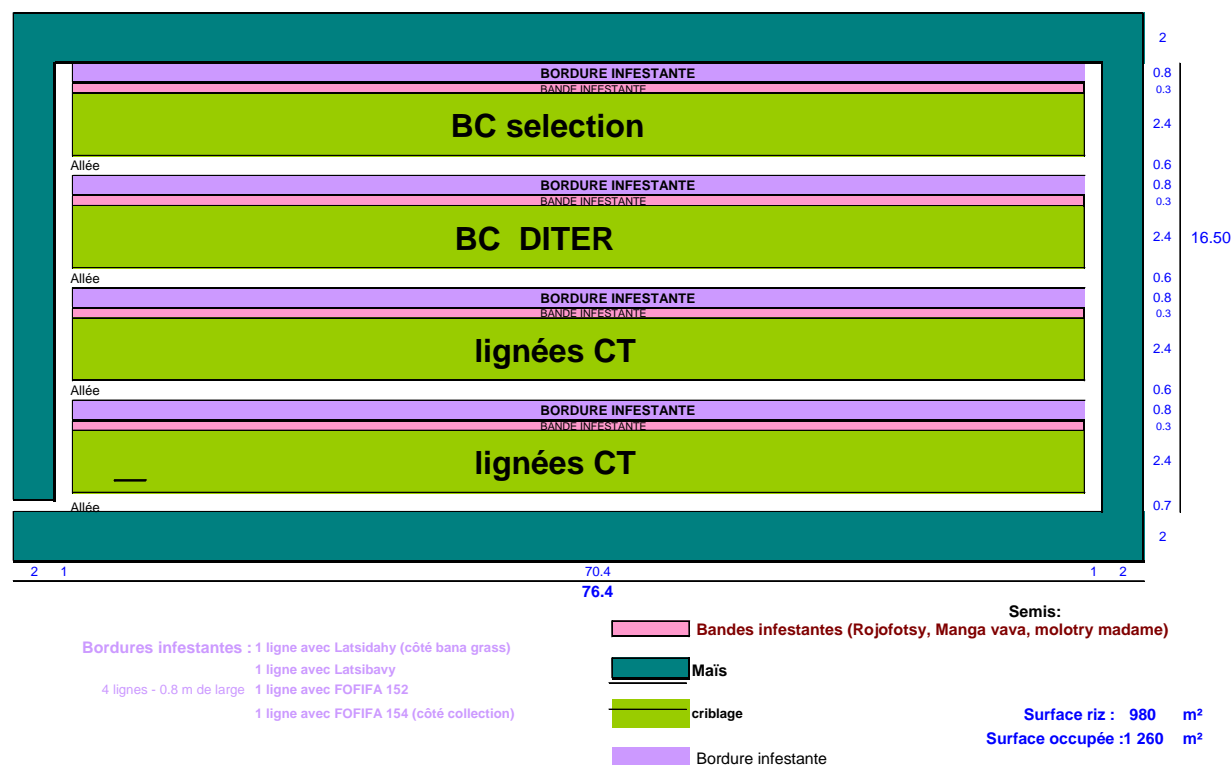 2
BORDURE INFESTANTE 0.8
BANDE INFESTANTE 0.3
BC selection 2.4
Allée 0.6
BORDURE INFESTANTE 0.8
BANDE INFESTANTE 0.3
BC DITER 2.4 16.50
Allée 0.6
BORDURE INFESTANTE 0.8
BANDE INFESTANTE 0.3
lignées CT 2.4
Allée 0.6
BORDURE INFESTANTE 0.8
BANDE INFESTANTE 0.3
lignées CT 2.4
Allée 0.7
2
2 1 70.4 1 2
76.4
Semis:
Bandes infestantes (Rojofotsy, Manga vava, molotry madame)
Bordures infestantes : 1 ligne avec Latsidahy (côté bana grass)
1 ligne avec Latsibavy
Maïs
4 lignes - 0.8 m de large 1 ligne avec FOFIFA 152
1 ligne avec FOFIFA 154 (côté collection)
criblage
Surface riz : 980 m²
Surface occupée :1 260 m²
Bordure infestante